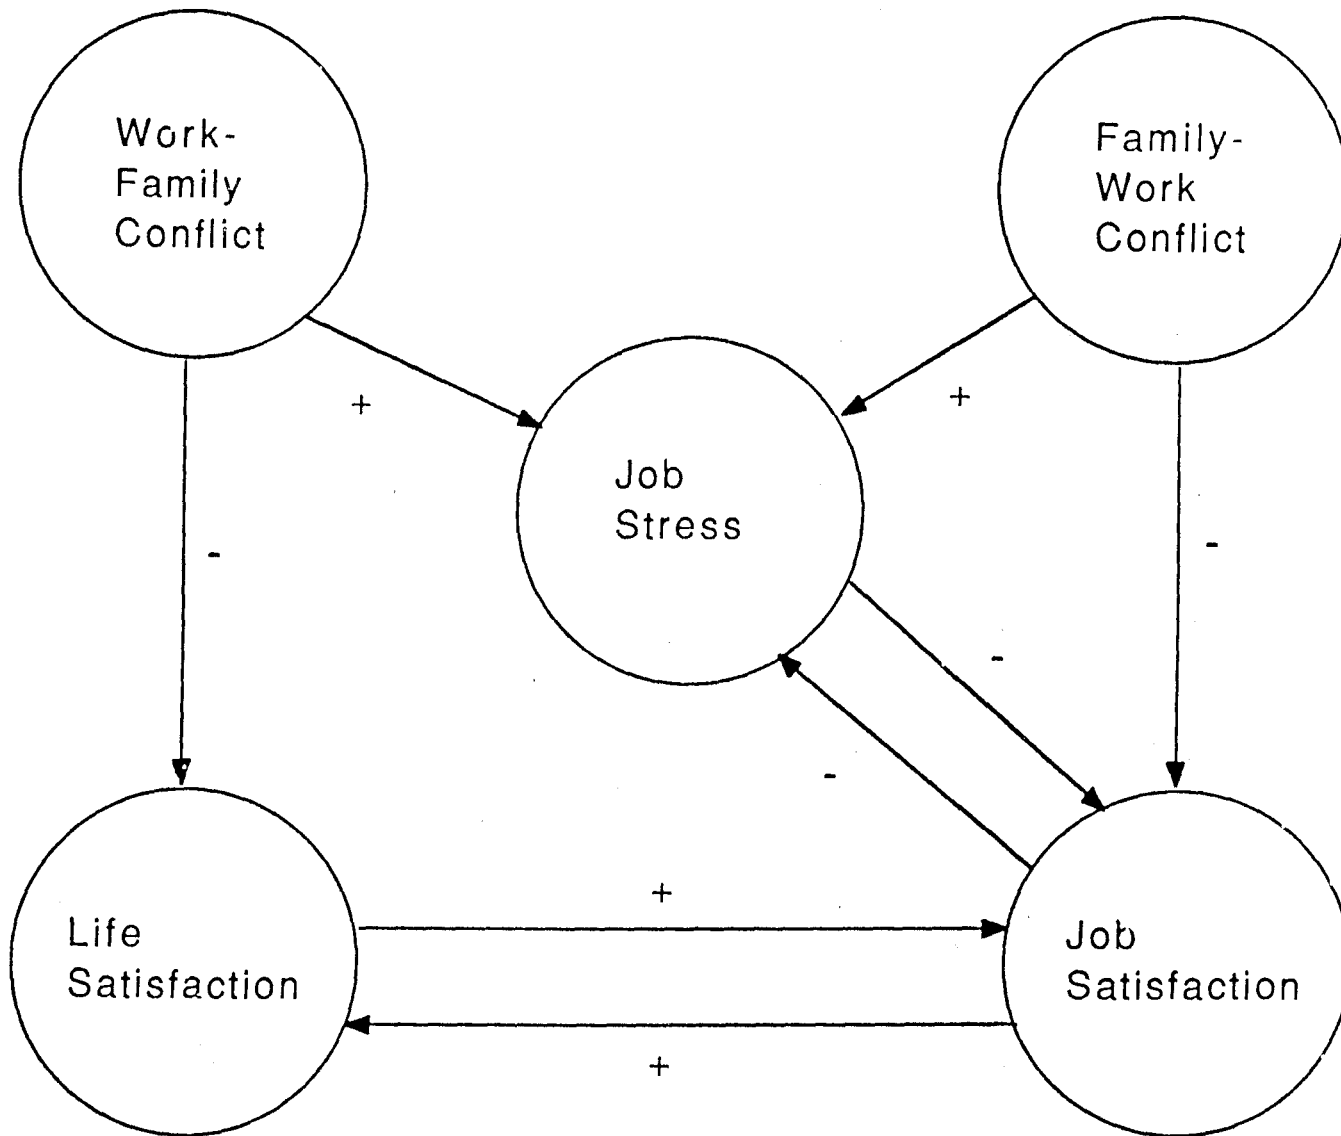 Work-
Family
Conflict
Family-
Work
Conflict
+
+
Job
Stress
-
-
-
-
+
Life
Satisfaction
Job
Satisfaction
+